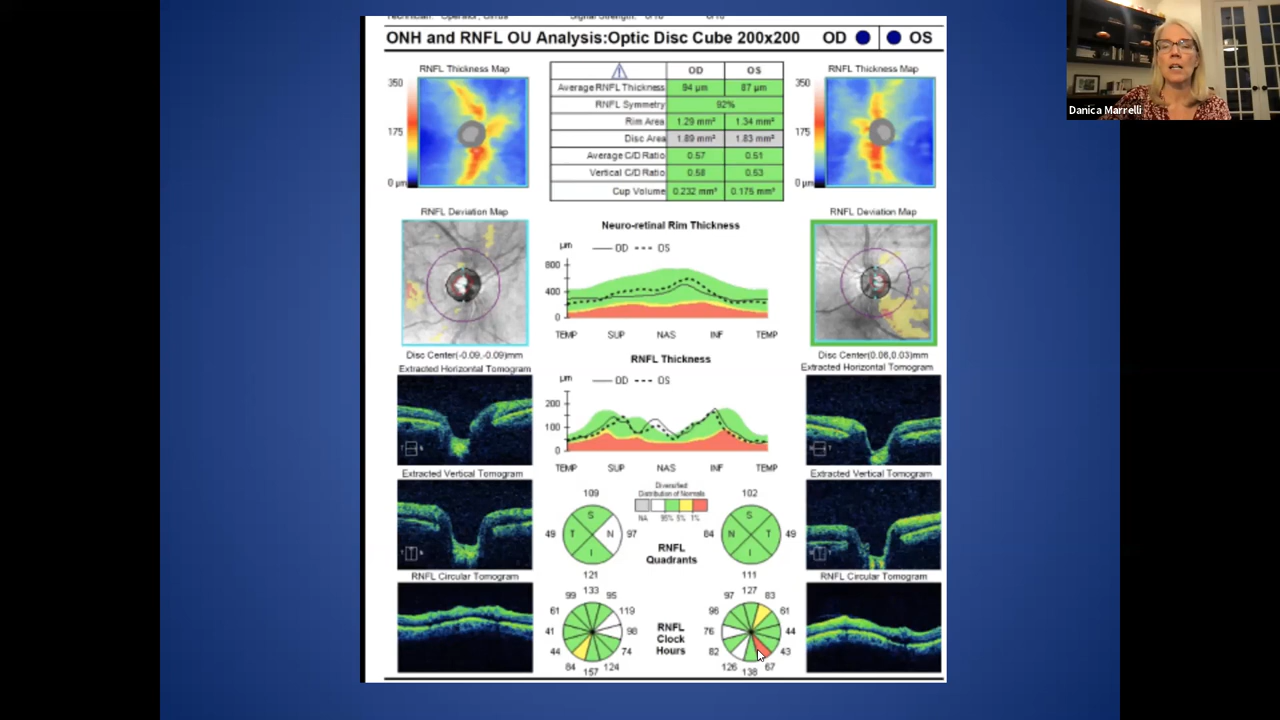 ONH and RNFL OU Analysis:Optic Disc Cube 200x200 OD OS
RNFL Thickness Map
350
175
0 µm
OD OS
Average RNFL Thickness 94 µm 87 µm
RNFL Symmetry 92%
Rim Area 1.29 mm² 1.34 mm²
Disc Area 1.89 mm² 1.83 mm²
Average C/D Ratio 0.57 0.51
Vertical C/D Ratio 0.58 0.53
Cup Volume 0.232 mm³ 0.175 mm³
RNFL Thickness Map
350
175
0 µm
Danica Marrelli
RNFL Deviation Map
Disc Center(-0.09,-0.09)mm
Neuro-retinal Rim Thickness
µm OD OS
800
400
0
TEMP SUP NAS INF TEMP
RNFL Deviation Map
Disc Center(0.06,0.03)mm
Extracted Horizontal Tomogram
RNFL Thickness
µm OD OS
200
100
0
TEMP SUP NAS INF TEMP
Extracted Horizontal Tomogram
Extracted Vertical Tomogram
Extracted Vertical Tomogram
Diversified:
Distribution of Normals
NA 95% 5% 1%
109
49 S T N I 97
121
RNFL
Quadrants
102
84 S N T I 49
111
RNFL Circular Tomogram
133
99 95
61 119
41 98
44 74
84 124
157
RNFL
Clock
Hours
127
97 83
96 61
76 44
82 43
126 67
138
RNFL Circular Tomogram